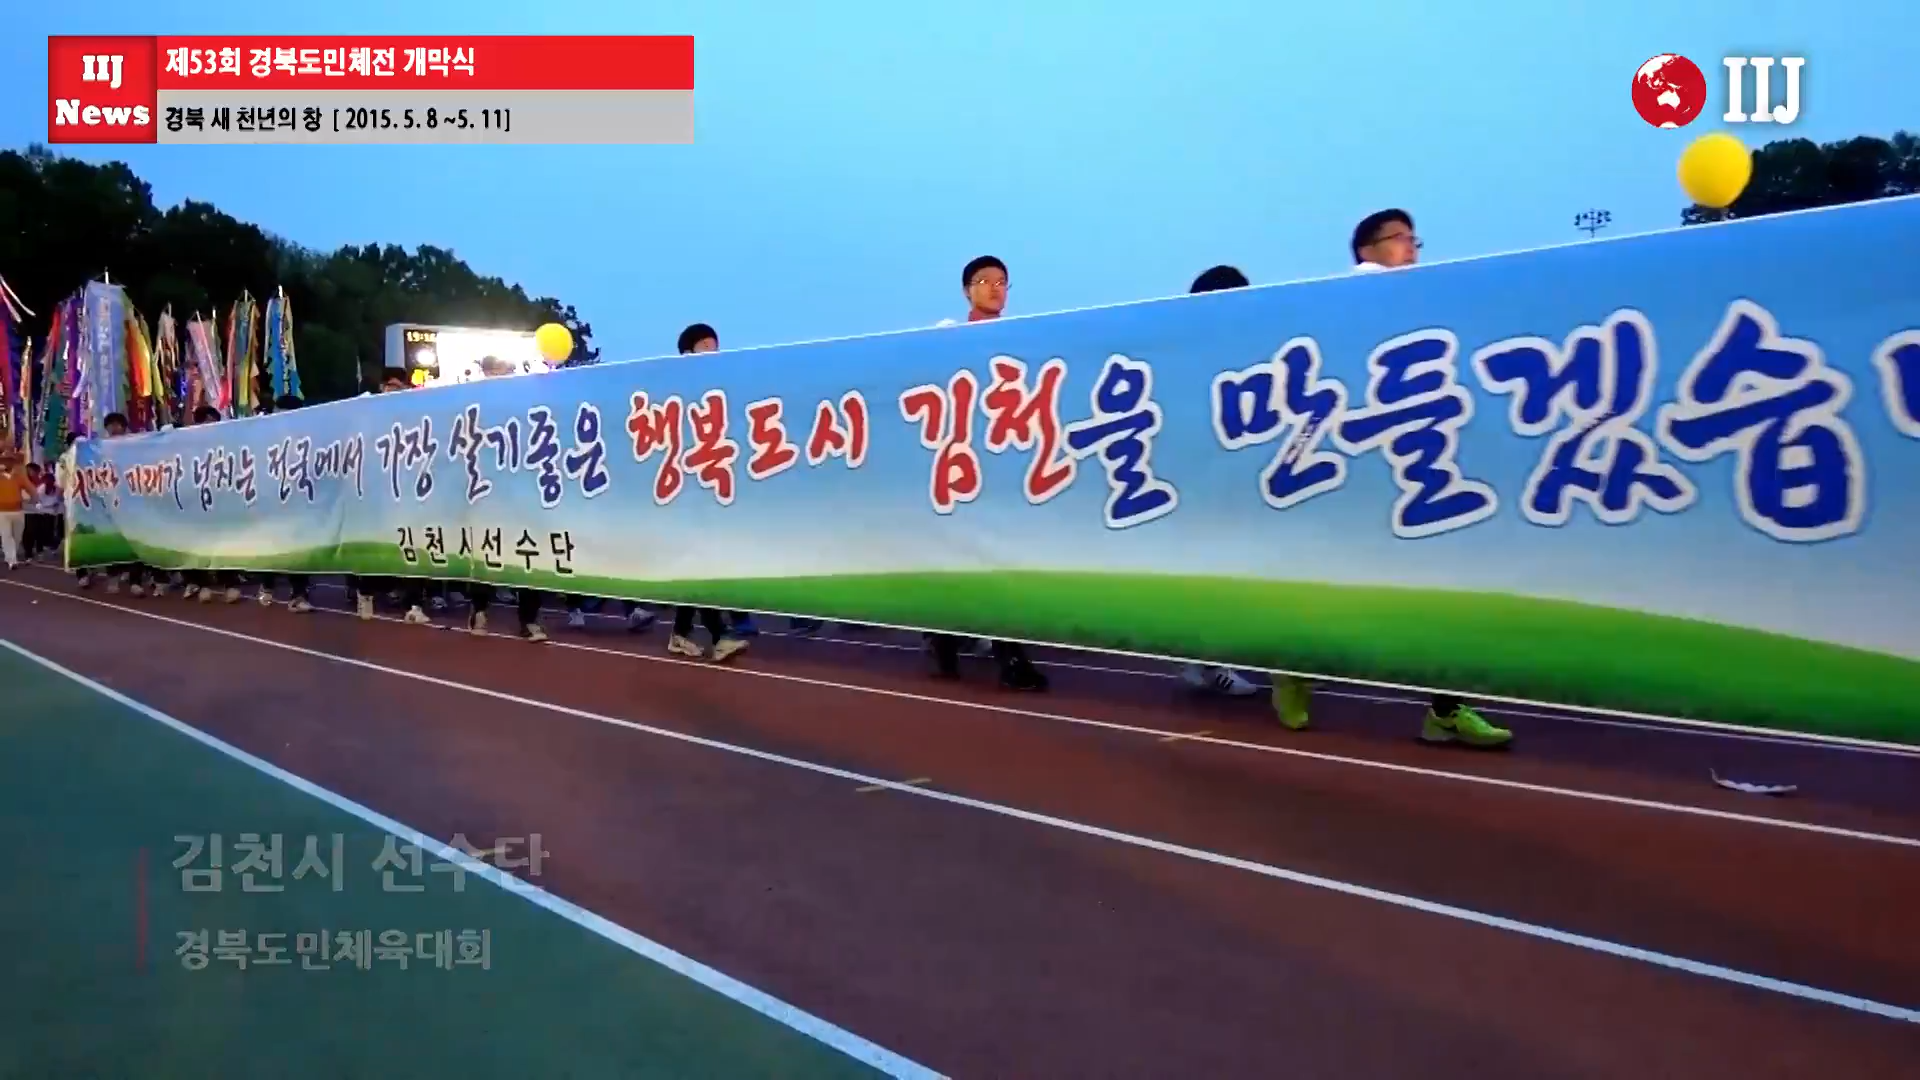 IIJ
News
제53회 경북도민체전 개막식
경북 새 천년의 창 [ 2015. 5. 8 ~5. 11]
IIJ
미래가 넘치는 전국에서 가장 살기좋은 행복도시 김천을 만들겠습
김천시선수단
김천시 선수단
경북도민체육대회